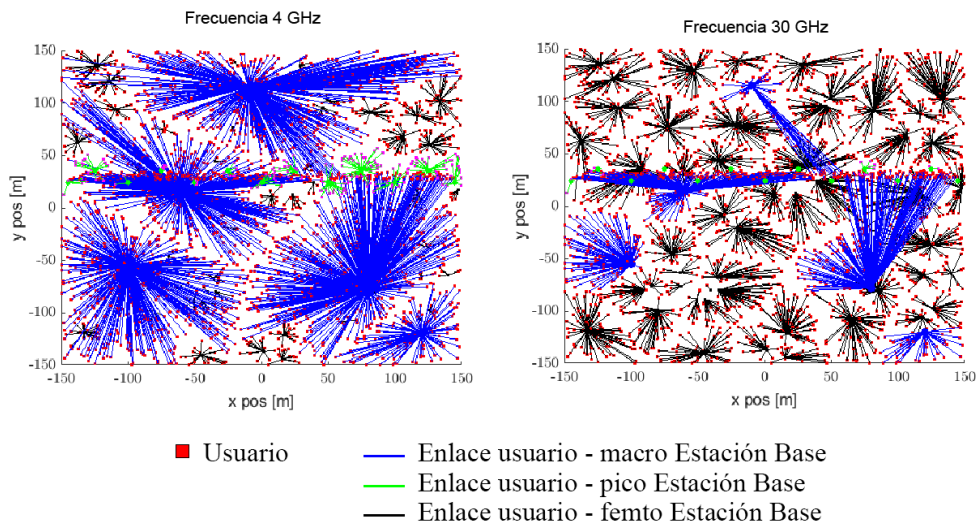 Frecuencia 4 GHz
150
100
50
0
-50
-100
-150
y pos [m]
-150 -100 -50 0 50 100 150
x pos [m]
Frecuencia 30 GHz
150
100
50
0
-50
-100
-150
y pos [m]
-150 -100 -50 0 50 100 150
x pos [m]
Usuario
Enlace usuario - macro Estación Base
Enlace usuario - pico Estación Base
Enlace usuario - femto Estación Base